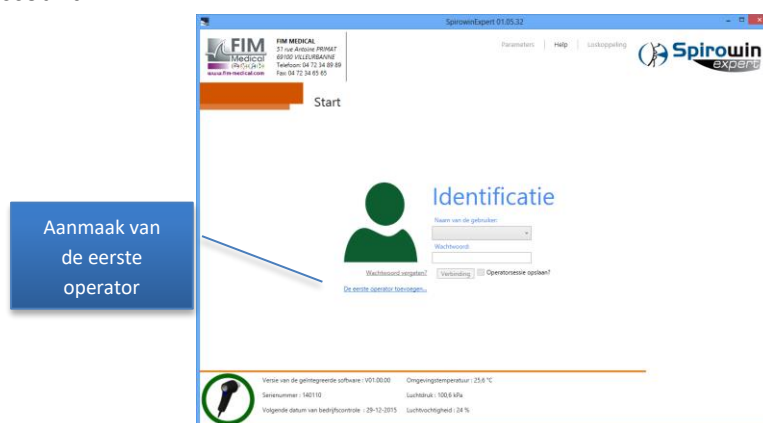 SpirowinExpert 01.05.32
FIM
Medical
www.fim-medical.com
FIM MEDICAL
51 rue Antoine PRIMAT
69100 VILLEURBANNE
Telefoon: 04 72 34 89 89
Fax: 04 72 34 65 65
Parameters | Help | Loskoppeling
Spirowin
expert
Start
Aanmaak van
de eerste
operator
Identificatie
Naam van de gebruiker:
Wachtwoord:
Wachtwoord vergeten?
Verbinding
Operatorsessie opslaan?
De eerste operator toevoegen...
Versie van de geïntegreerde software : V01.00.00
Omgevingstemperatuur : 25,6 °C
Serienummer : 140110
Luchtdruk : 100,6 kPa
Volgende datum van bedrijfscontrole : 29-12-2015
Luchtvochtigheid : 24 %